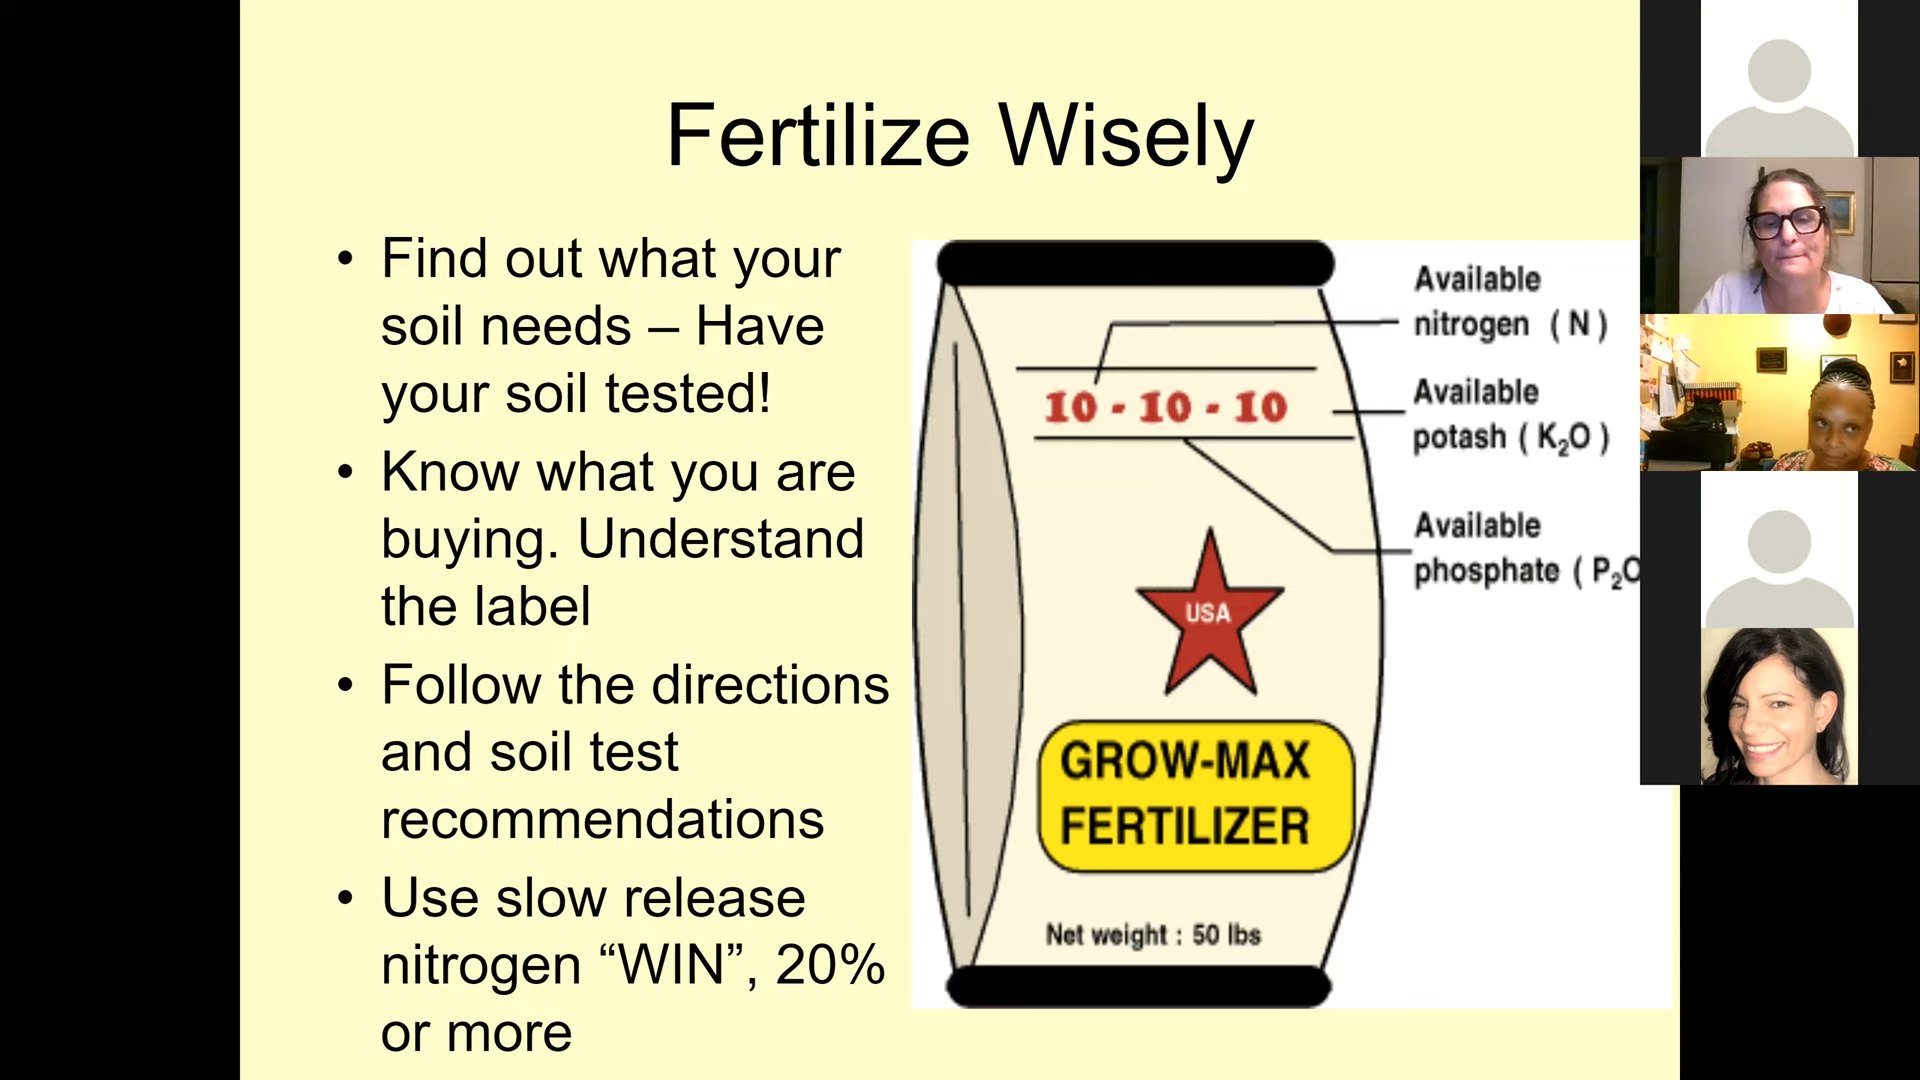 Fertilize Wisely
• Find out what your
soil needs – Have
your soil tested!
• Know what you are
buying. Understand
the label
• Follow the directions
and soil test
recommendations
• Use slow release
nitrogen “WIN”, 20%
or more
Available
nitrogen ( N )
10 - 10 - 10
Available
potash ( K₂O )
Available
phosphate ( P₂O
USA
GROW-MAX
FERTILIZER
Net weight : 50 lbs